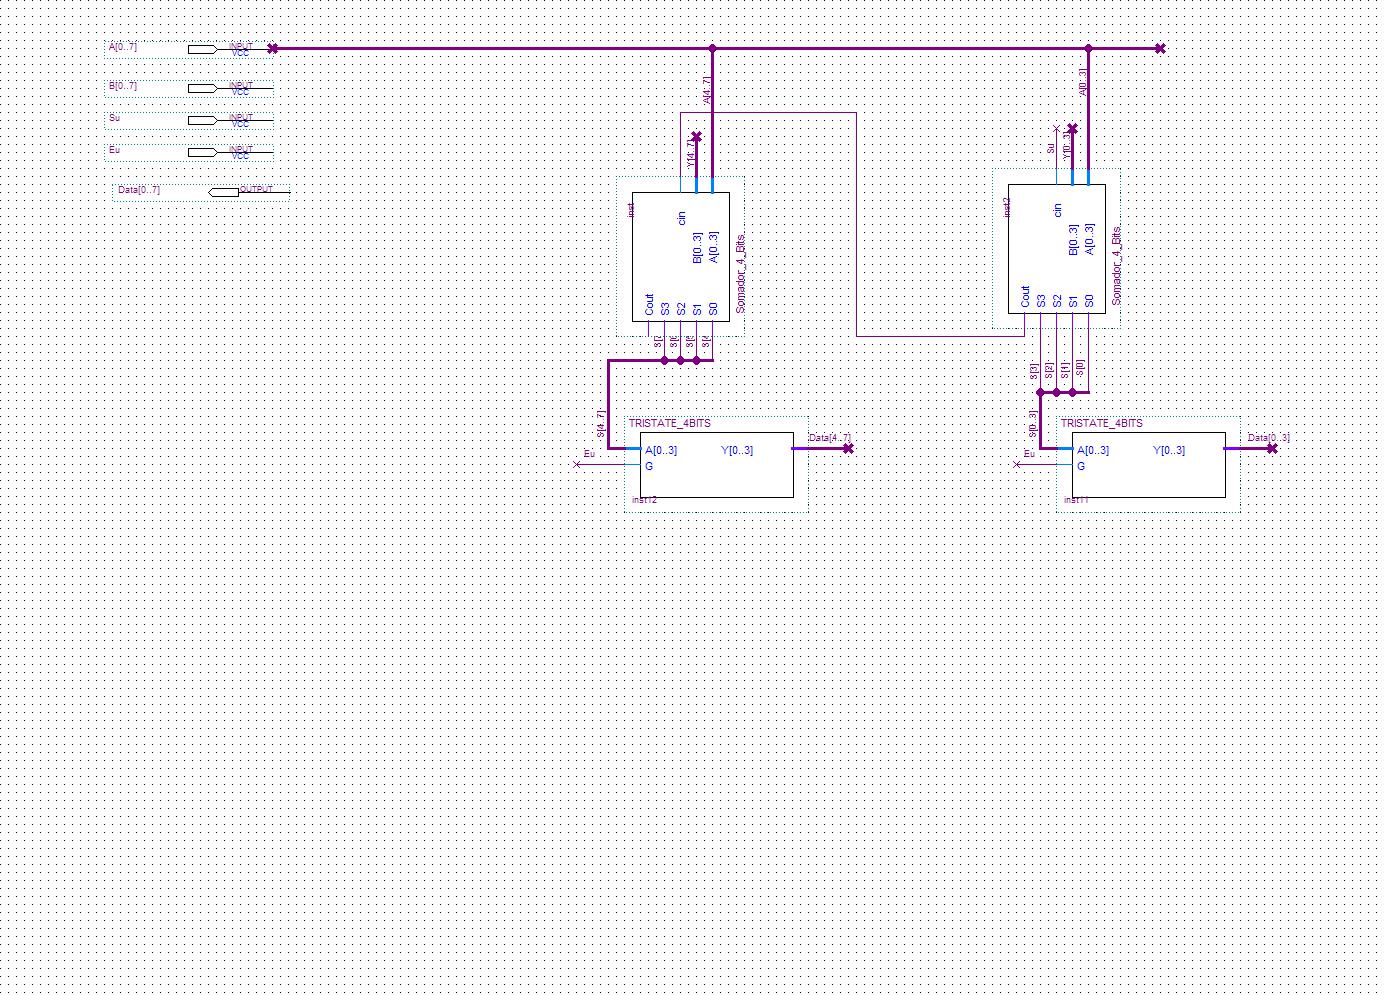 A[0..7] INPUT VCC
B[0..7] INPUT VCC
Su INPUT VCC
Eu INPUT VCC
Data[0..7] OUTPUT
A[4..7]
A[0..3]
Y[4..7]
Su
Y[0..3]
inst
cin
B[0..3]
A[0..3]
Somador_4_Bits
Cout
S3
S2
S1
S0
inst2
cin
B[0..3]
A[0..3]
Somador_4_Bits
Cout
S3
S2
S1
S0
S[3]
S[2]
S[1]
S[0]
S[4..7]
TRISTATE_4BITS
A[0..3] Y[0..3]
Data[4..7]
Eu
G
inst12
S[0..3]
TRISTATE_4BITS
A[0..3] Y[0..3]
Data[0..3]
Eu
G
inst11